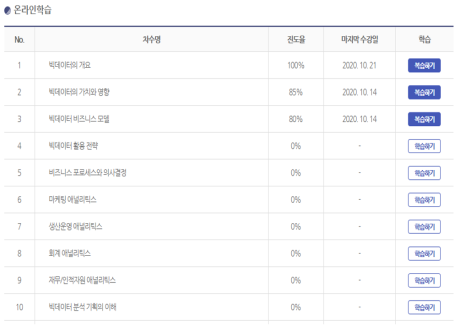 온라인학습
No. 차수명 진도율 마지막 수강일 학습
1 빅데이터의 개요 100% 2020. 10. 21 복습하기
2 빅데이터의 가치와 영향 85% 2020. 10. 14 복습하기
3 빅데이터 비즈니스 모델 80% 2020. 10. 14 복습하기
4 빅데이터 활용 전략 0% - 학습하기
5 비즈니스 프로세스와 의사결정 0% - 학습하기
6 마케팅 애널리틱스 0% - 학습하기
7 생산운영 애널리틱스 0% - 학습하기
8 회계 애널리틱스 0% - 학습하기
9 재무/인적자원 애널리틱스 0% - 학습하기
10 빅데이터 분석 기획의 이해 0% - 학습하기